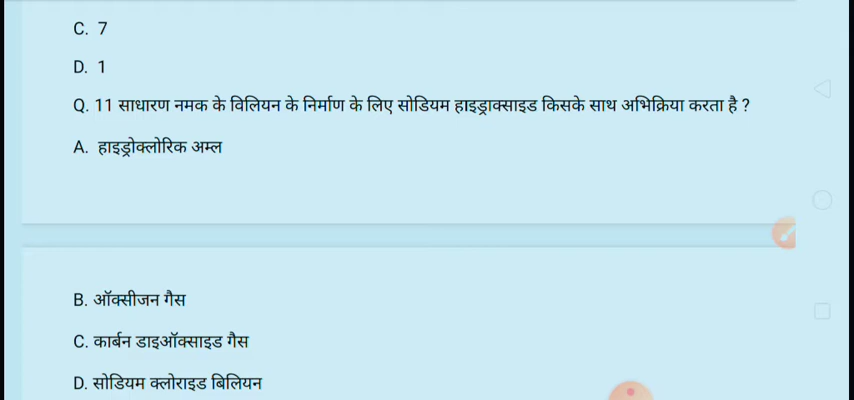 C. 7
D. 1
Q. 11 साधारण नमक के विलियन के निर्माण के लिए सोडियम हाइड्राक्साइड किसके साथ अभिक्रिया करता है ?
A. हाइड्रोक्लोरिक अम्ल
B. ऑक्सीजन गैस
C. कार्बन डाइऑक्साइड गैस
D. सोडियम क्लोराइड बिलियन